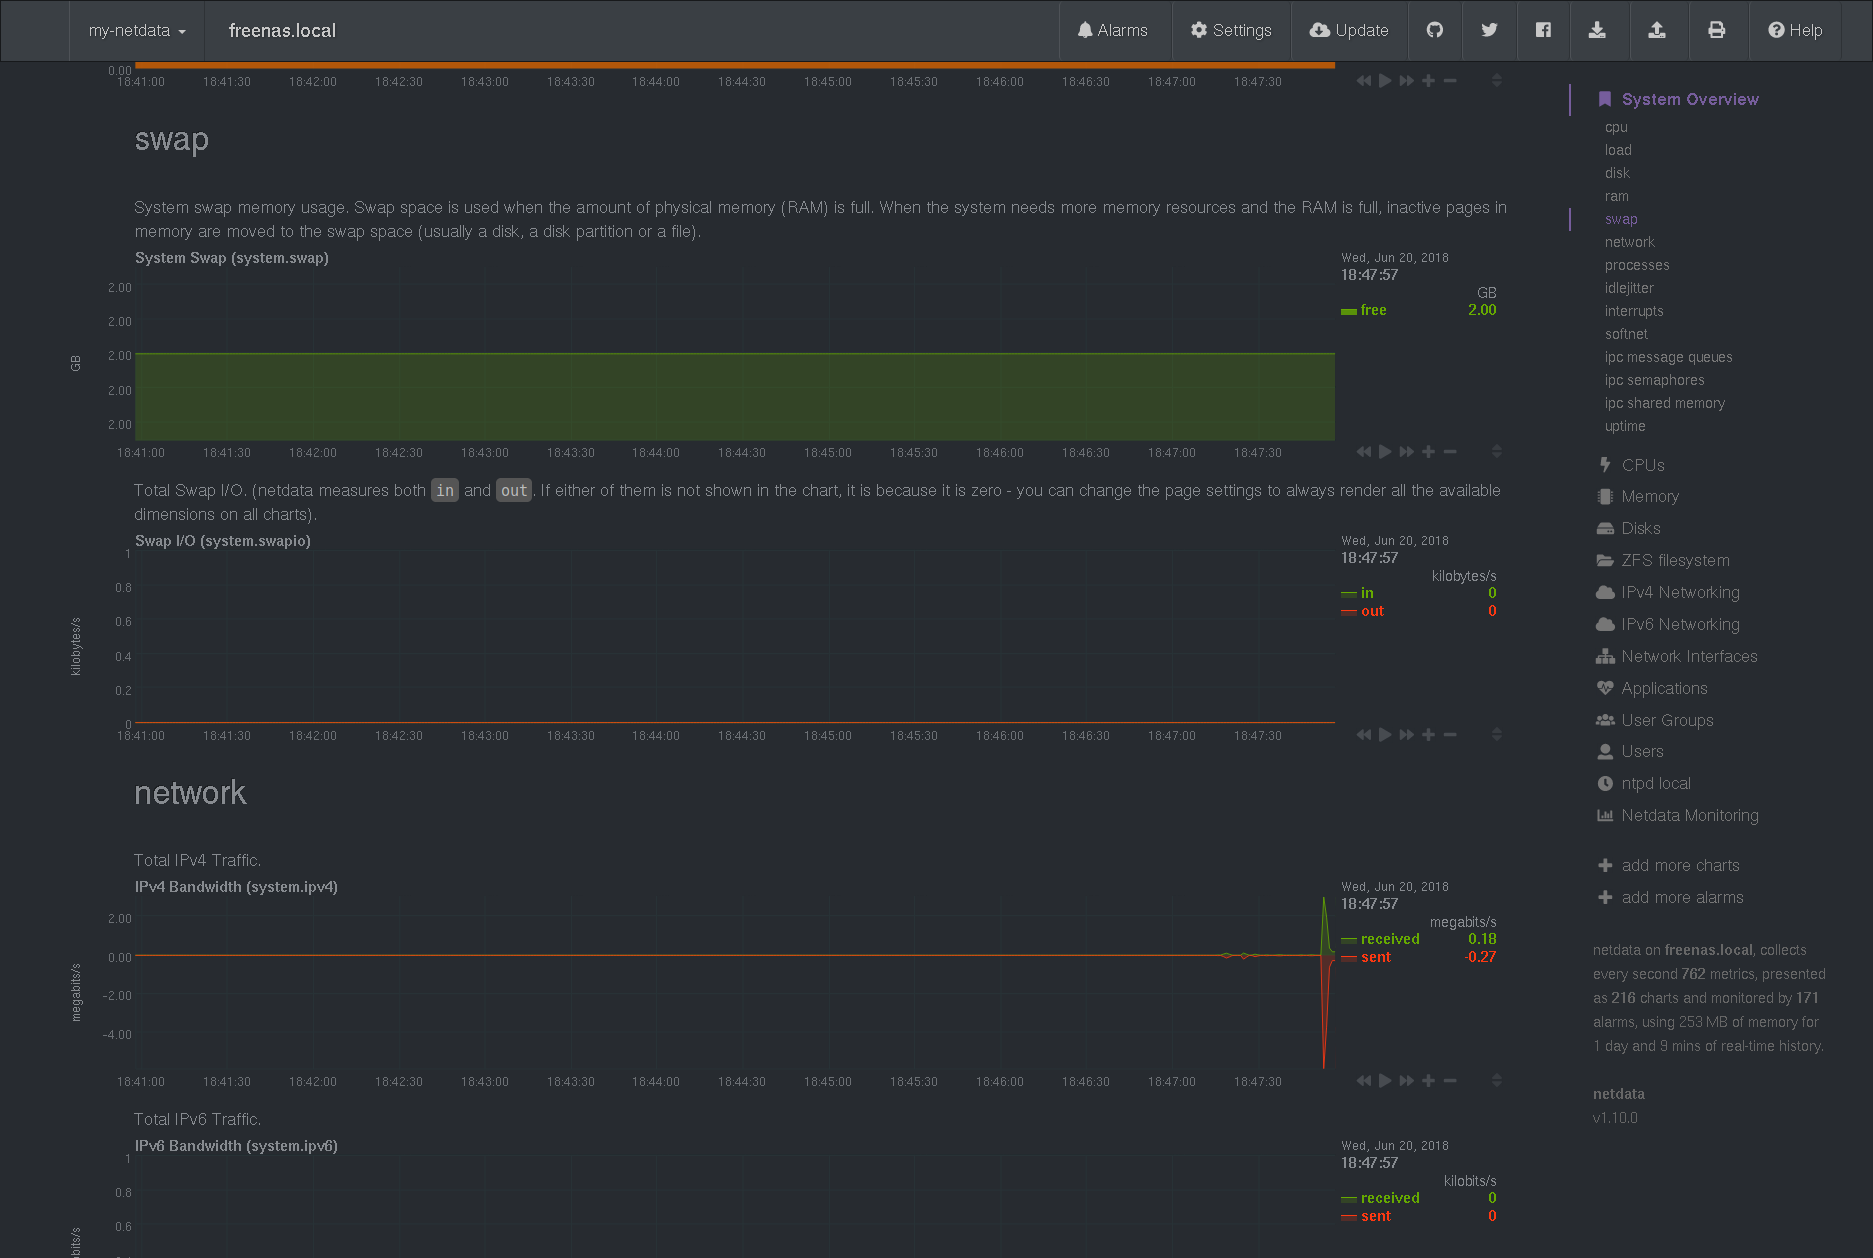 my-netdata
freenas.local
Alarms
Settings
Update
Help
0.00
18:41:00 18:41:30 18:42:00 18:42:30 18:43:00 18:43:30 18:44:00 18:44:30 18:45:00 18:45:30 18:46:00 18:46:30 18:47:00 18:47:30
swap
System swap memory usage. Swap space is used when the amount of physical memory (RAM) is full. When the system needs more memory resources and the RAM is full, inactive pages in
memory are moved to the swap space (usually a disk, a disk partition or a file).
System Swap (system.swap)
GB
2.00
2.00
2.00
2.00
2.00
18:41:00 18:41:30 18:42:00 18:42:30 18:43:00 18:43:30 18:44:00 18:44:30 18:45:00 18:45:30 18:46:00 18:46:30 18:47:00 18:47:30
Wed, Jun 20, 2018
18:47:57
GB
free 2.00
Total Swap I/O. (netdata measures both in and out. If either of them is not shown in the chart, it is because it is zero - you can change the page settings to always render all the available
dimensions on all charts).
Swap I/O (system.swapio)
kilobytes/s
1
0.8
0.6
0.4
0.2
0
18:41:00 18:41:30 18:42:00 18:42:30 18:43:00 18:43:30 18:44:00 18:44:30 18:45:00 18:45:30 18:46:00 18:46:30 18:47:00 18:47:30
Wed, Jun 20, 2018
18:47:57
kilobytes/s
in 0
out 0
network
Total IPv4 Traffic.
IPv4 Bandwidth (system.ipv4)
megabits/s
2.00
0.00
-2.00
-4.00
18:41:00 18:41:30 18:42:00 18:42:30 18:43:00 18:43:30 18:44:00 18:44:30 18:45:00 18:45:30 18:46:00 18:46:30 18:47:00 18:47:30
Wed, Jun 20, 2018
18:47:57
megabits/s
received 0.18
sent -0.27
Total IPv6 Traffic.
IPv6 Bandwidth (system.ipv6)
1
0.8
0.6
Wed, Jun 20, 2018
18:47:57
kilobits/s
received 0
sent 0
System Overview
cpu
load
disk
ram
swap
network
processes
idlejitter
interrupts
softnet
ipc message queues
ipc semaphores
ipc shared memory
uptime
CPUs
Memory
Disks
ZFS filesystem
IPv4 Networking
IPv6 Networking
Network Interfaces
Applications
User Groups
Users
ntpd local
Netdata Monitoring
add more charts
add more alarms
netdata on freenas.local, collects
every second 762 metrics, presented
as 216 charts and monitored by 171
alarms, using 253 MB of memory for
1 day and 9 mins of real-time history.
netdata
v1.10.0